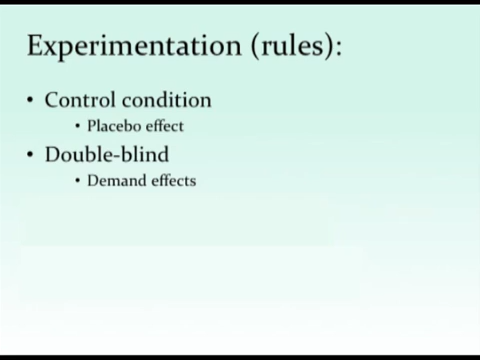 Experimentation (rules):
• Control condition
• Placebo effect
• Double-blind
• Demand effects